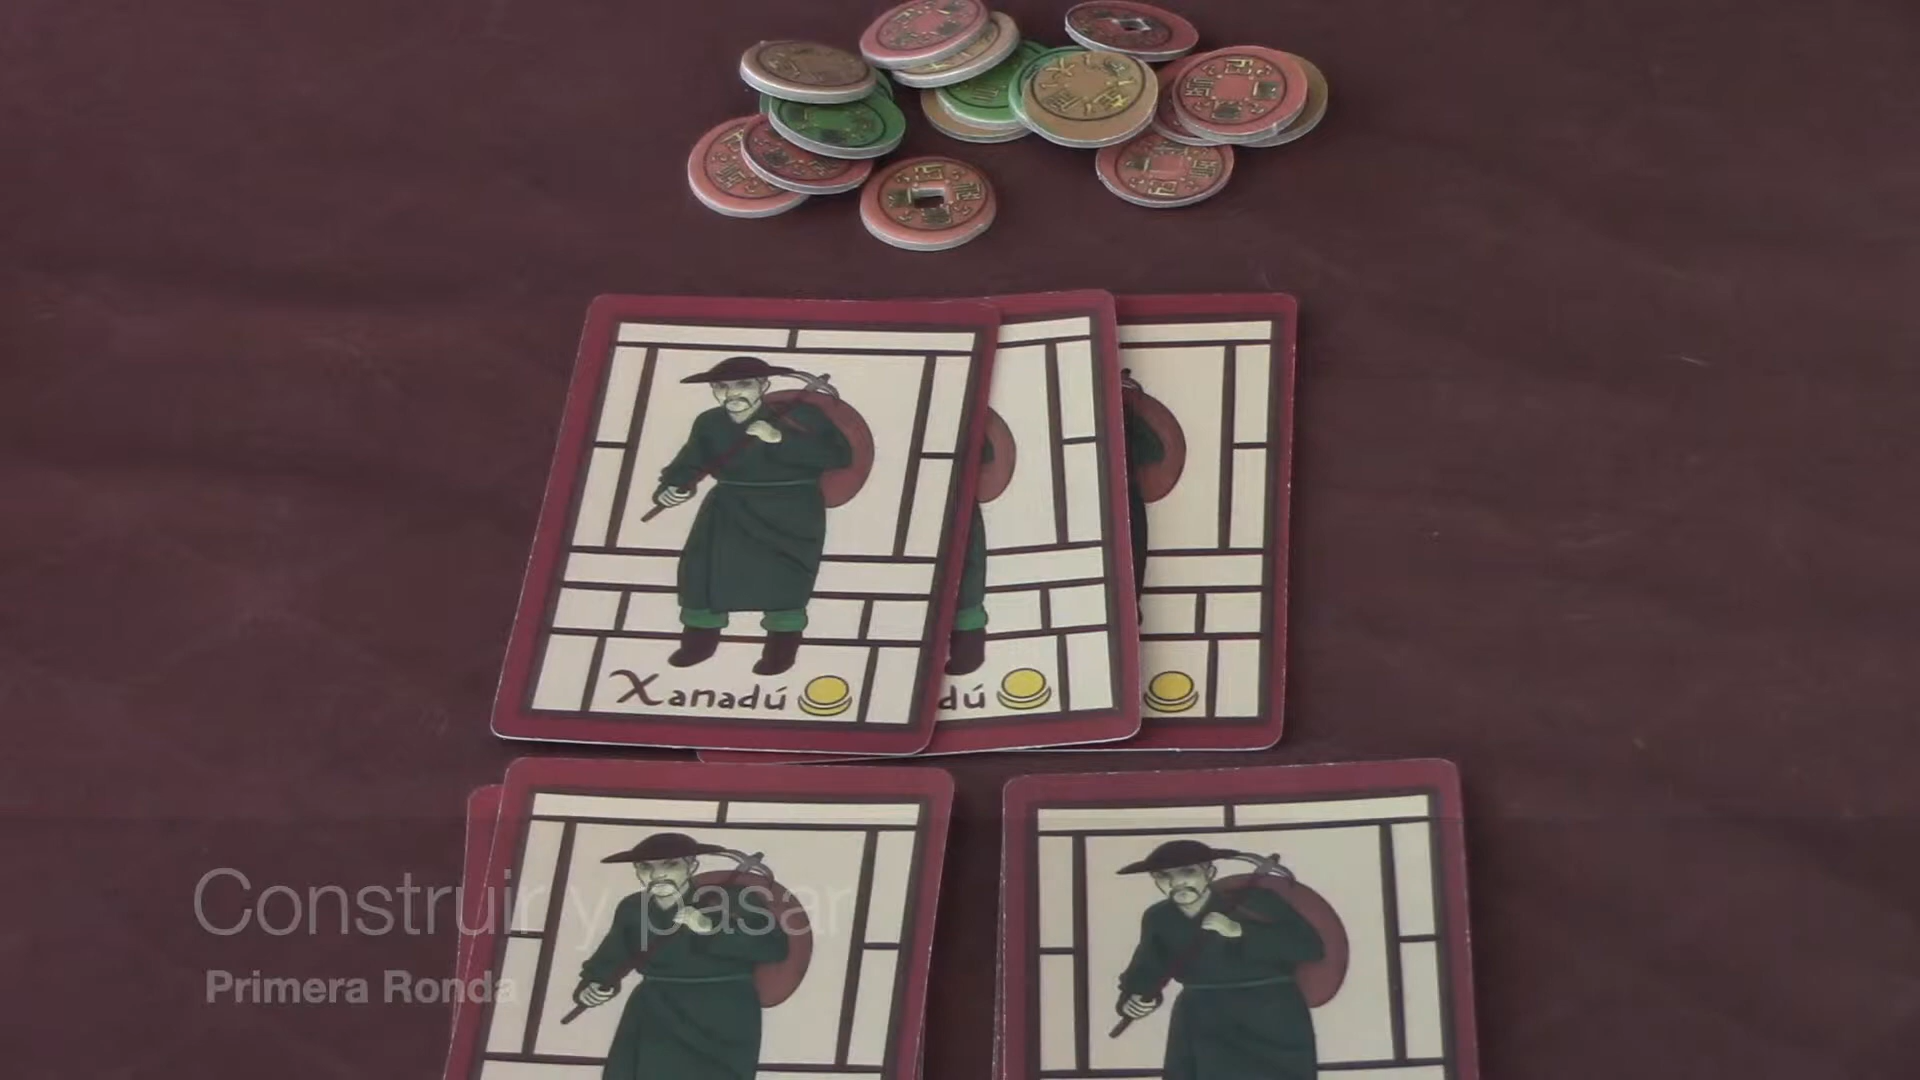 Xanadú
dú
Construir y pasar
Primera Ronda